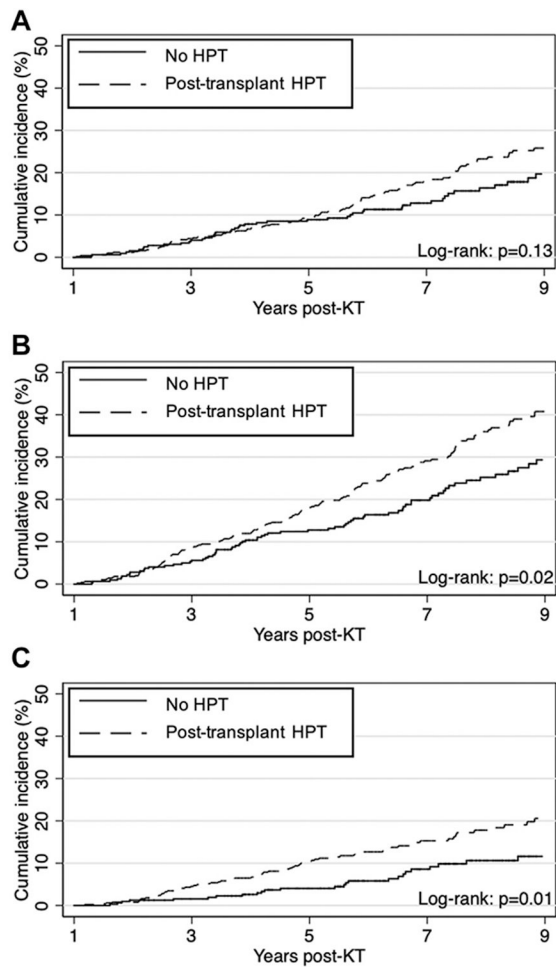 A
Cumulative incidence (%)
50
40
30
20
10
0
No HPT
Post-transplant HPT
Log-rank: p=0.13
1 3 5 7 9
Years post-KT
B
Cumulative incidence (%)
50
40
30
20
10
0
No HPT
Post-transplant HPT
Log-rank: p=0.02
1 3 5 7 9
Years post-KT
C
Cumulative incidence (%)
50
40
30
20
10
0
No HPT
Post-transplant HPT
Log-rank: p=0.01
1 3 5 7 9
Years post-KT